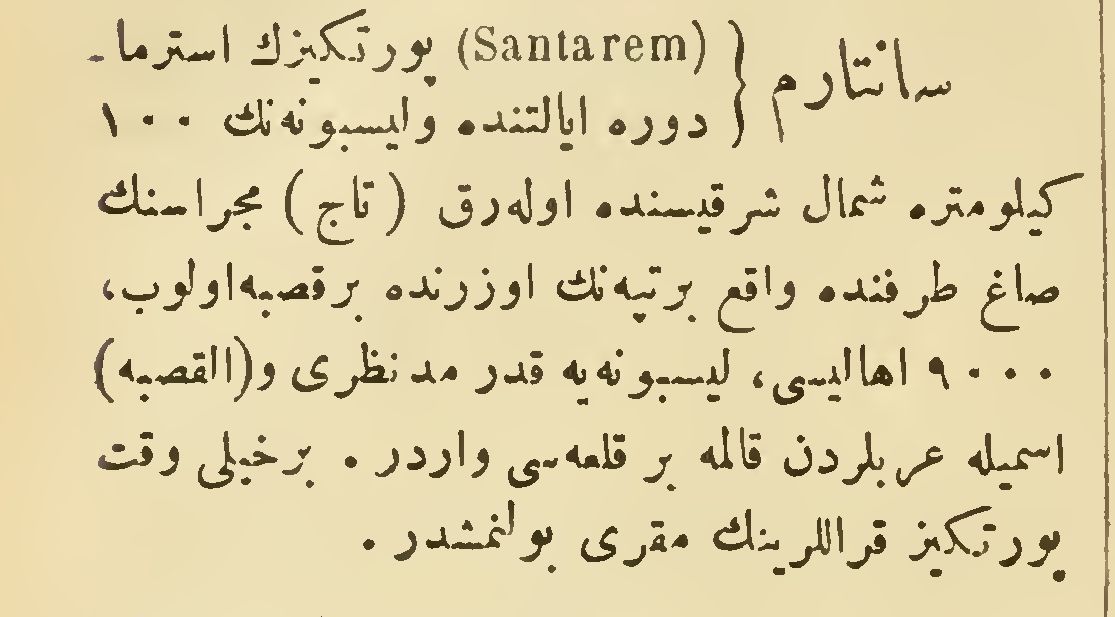 سانتارم { (Santarem) پورتکیزك استرما-
دوره ایالتنده ولیسبونه‌نك ١٠٠
کیلومتره شمال شرقیسنده اوله‌رق (تاج) مجراسنك
صاغ طرفنده واقع برتپه‌نك اوزرنده برقصبه‌اولوب،
٩٠٠٠ اهالیسی، لیسبونه‌یه قدر مدنظری و(القصبه)
اسمیله عربلردن قالمه بر قلعه‌سی واردر. برخیلی وقت
پورتکیز قراللرینك مقری بولنمشدر.